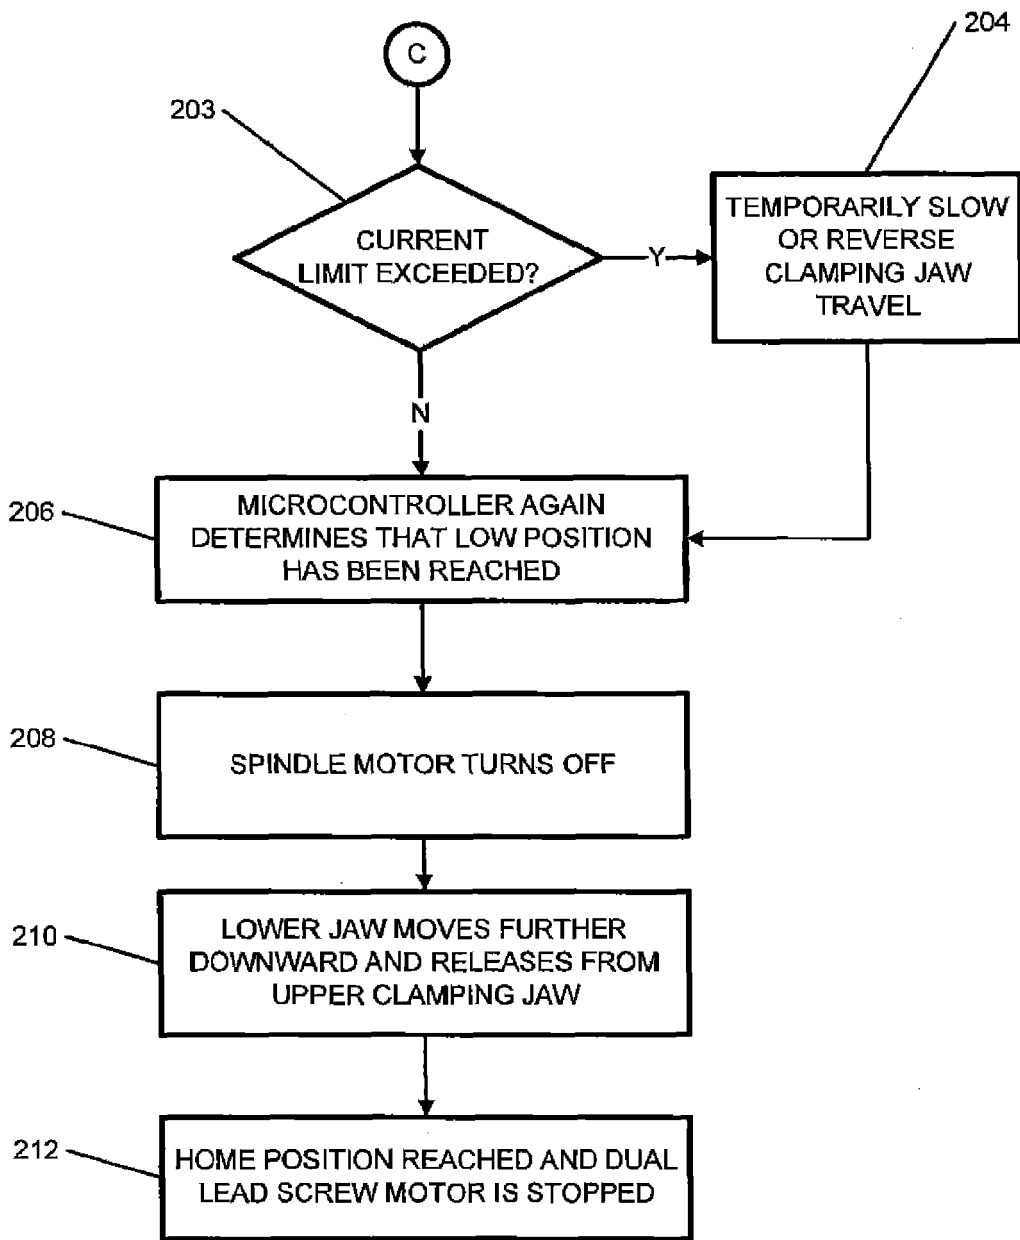 C
204
203
CURRENT
LIMIT EXCEEDED?
Y
TEMPORARILY SLOW
OR REVERSE
CLAMPING JAW
TRAVEL
N
206
MICROCONTROLLER AGAIN
DETERMINES THAT LOW POSITION
HAS BEEN REACHED
208
SPINDLE MOTOR TURNS OFF
210
LOWER JAW MOVES FURTHER
DOWNWARD AND RELEASES FROM
UPPER CLAMPING JAW
212
HOME POSITION REACHED AND DUAL
LEAD SCREW MOTOR IS STOPPED